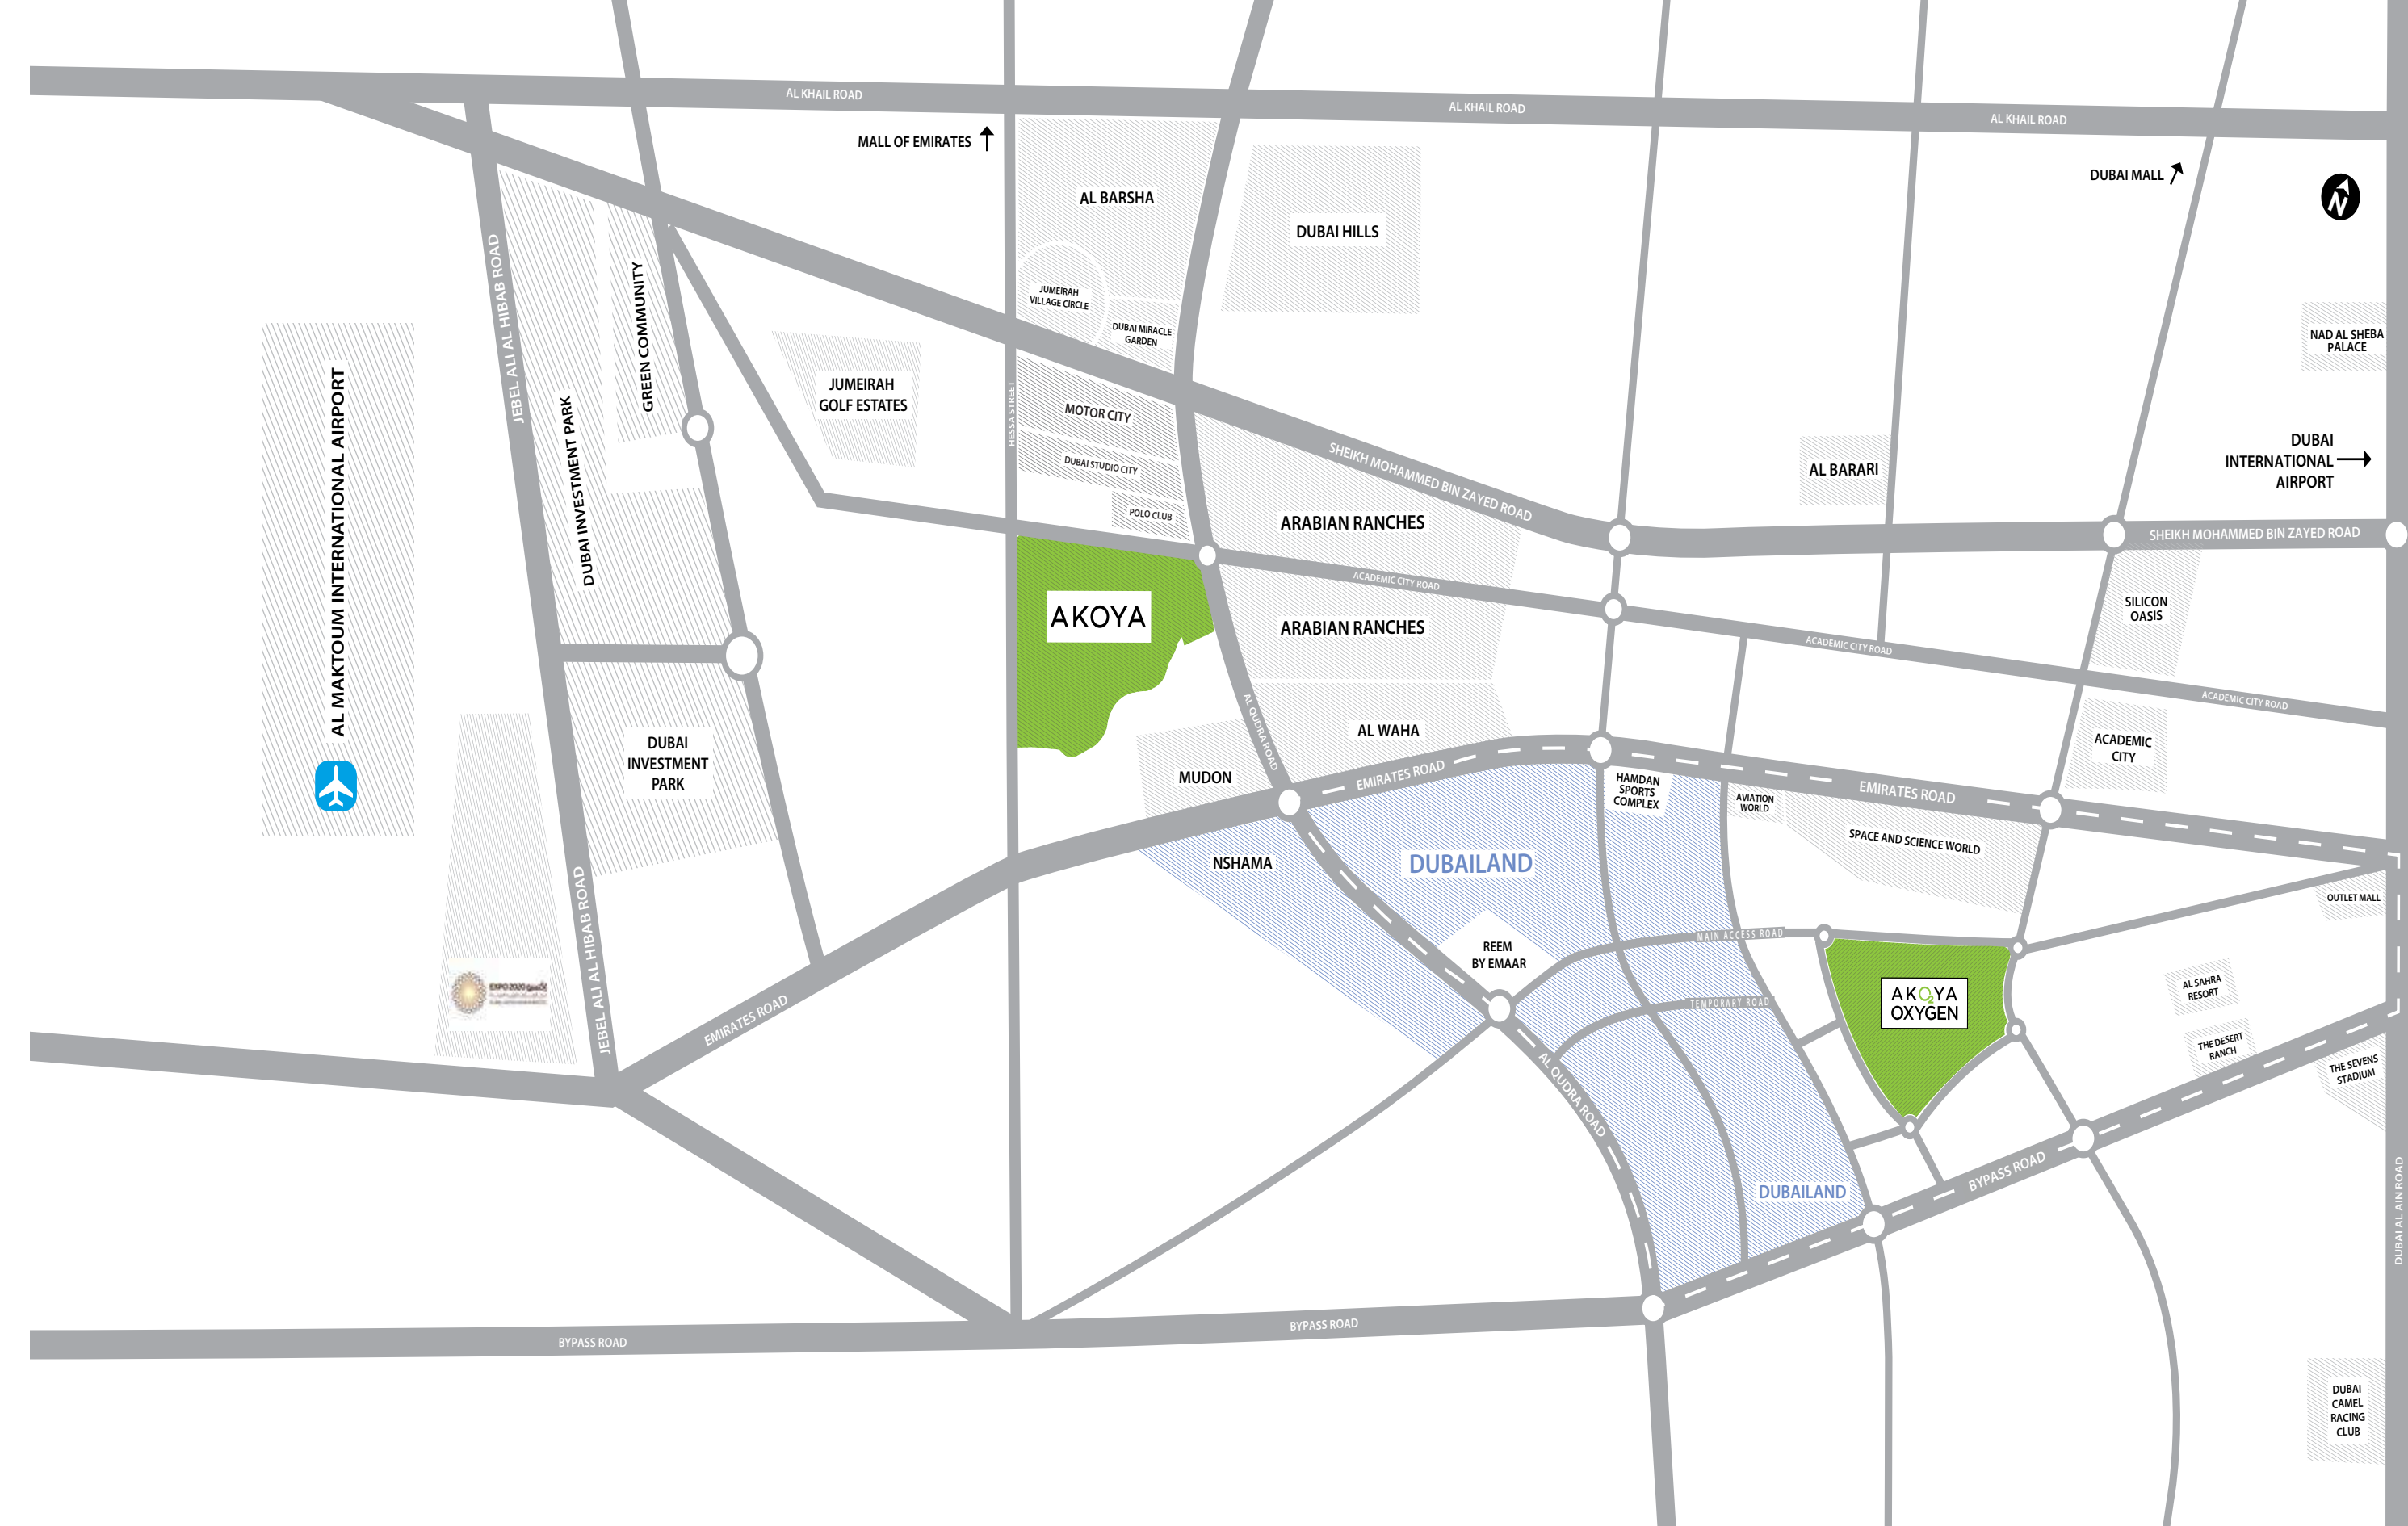 AL KHAIL ROAD
AL KHAIL ROAD
AL KHAIL ROAD
MALL OF EMIRATES
DUBAI MALL
N
AL BARSHA
DUBAI HILLS
JUMEIRAH
VILLAGE CIRCLE
DUBAI MIRACLE
GARDEN
JEBEL ALI AL HIBAB ROAD
GREEN COMMUNITY
DUBAI INVESTMENT PARK
AL MAKTOUM INTERNATIONAL AIRPORT
JUMEIRAH
GOLF ESTATES
HESSA STREET
MOTOR CITY
DUBAI STUDIO CITY
POLO CLUB
SHEIKH MOHAMMED BIN ZAYED ROAD
NAD AL SHEBA
PALACE
DUBAI
INTERNATIONAL
AIRPORT
AL BARARI
ARABIAN RANCHES
SHEIKH MOHAMMED BIN ZAYED ROAD
ACADEMIC CITY ROAD
AKOYA
ARABIAN RANCHES
SILICON
OASIS
ACADEMIC CITY ROAD
ACADEMIC CITY ROAD
AL QUDRA ROAD
AL WAHA
ACADEMIC
CITY
DUBAI
INVESTMENT
PARK
MUDON
EMIRATES ROAD
HAMDAN
SPORTS
COMPLEX
AVIATION
WORLD
EMIRATES ROAD
SPACE AND SCIENCE WORLD
NSHAMA
DUBAILAND
OUTLET MALL
JEBEL ALI AL HIBAB ROAD
EXPO 2020
إكسبو
REEM
BY EMAAR
MAIN ACCESS ROAD
TEMPORARY ROAD
AKO2YA
OXYGEN
AL SAHRA
RESORT
THE DESERT
RANCH
THE SEVENS
STADIUM
EMIRATES ROAD
AL QUDRA ROAD
DUBAILAND
BYPASS ROAD
DUBAI AL AIN ROAD
BYPASS ROAD
BYPASS ROAD
DUBAI
CAMEL
RACING
CLUB